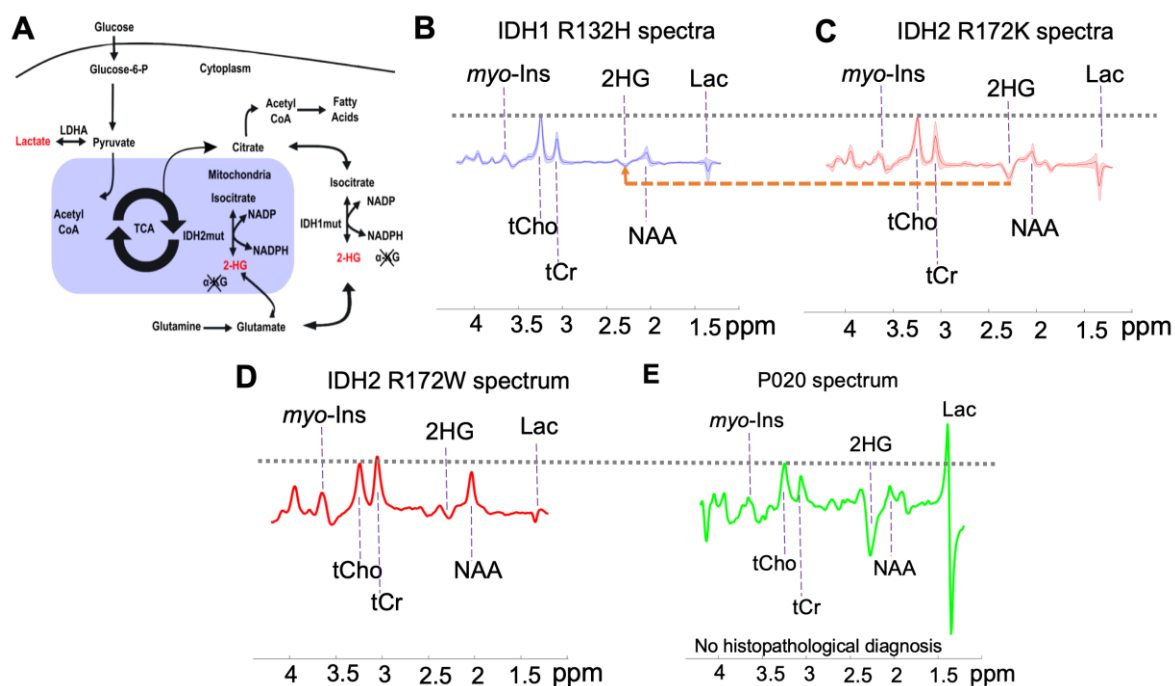 A
Glucose
Glucose-6-P
Cytoplasm
Acetyl
CoA
Fatty
Acids
Lactate
LDHA
Pyruvate
Citrate
Mitochondria
Isocitrate
Isocitrate
Acetyl
CoA
TCA
IDH2mut
NADP
NADPH
2-HG
α-KG
IDH1mut
NADP
NADPH
2-HG
α-KG
Glutamine
Glutamate
B
IDH1 R132H spectra
myo-Ins
2HG
Lac
tCho
NAA
tCr
4 3.5 3 2.5 2 1.5 ppm
C
IDH2 R172K spectra
myo-Ins
2HG
Lac
tCho
NAA
tCr
4 3.5 3 2.5 2 1.5 ppm
D
IDH2 R172W spectrum
myo-Ins
2HG
Lac
tCho
NAA
tCr
4 3.5 3 2.5 2 1.5 ppm
E
P020 spectrum
Lac
myo-Ins
2HG
tCho
NAA
tCr
No histopathological diagnosis
4 3.5 3 2.5 2 1.5 ppm